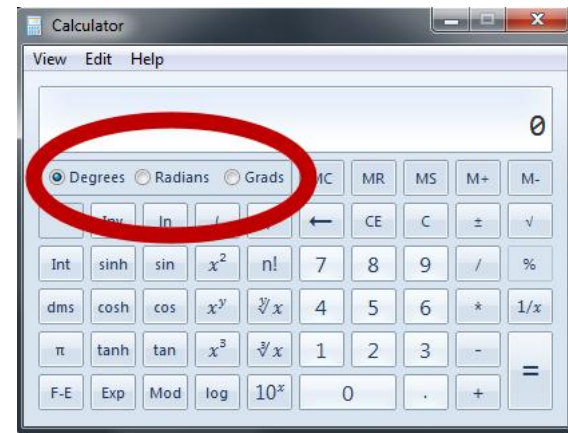 Calculator
View Edit Help
0
Degrees Radians Grads MC MR MS M+ M-
Inv ln ( ← CE C ± √
Int sinh sin x² n! 7 8 9 / %
dms cosh cos xʸ ʸ√x 4 5 6 * 1/x
π tanh tan x³ ³√x 1 2 3 - =
F-E Exp Mod log 10ˣ 0 . +